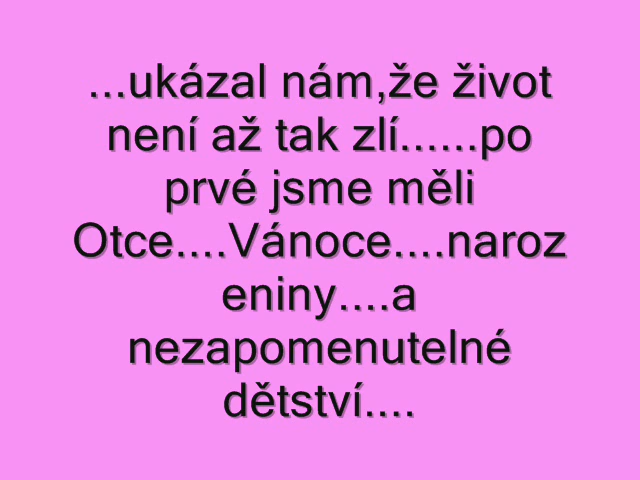 ...ukázal nám,že život
není až tak zlí......po
prvé jsme měli
Otce....Vánoce....naroz
eniny....a
nezapomenutelné
dětství....